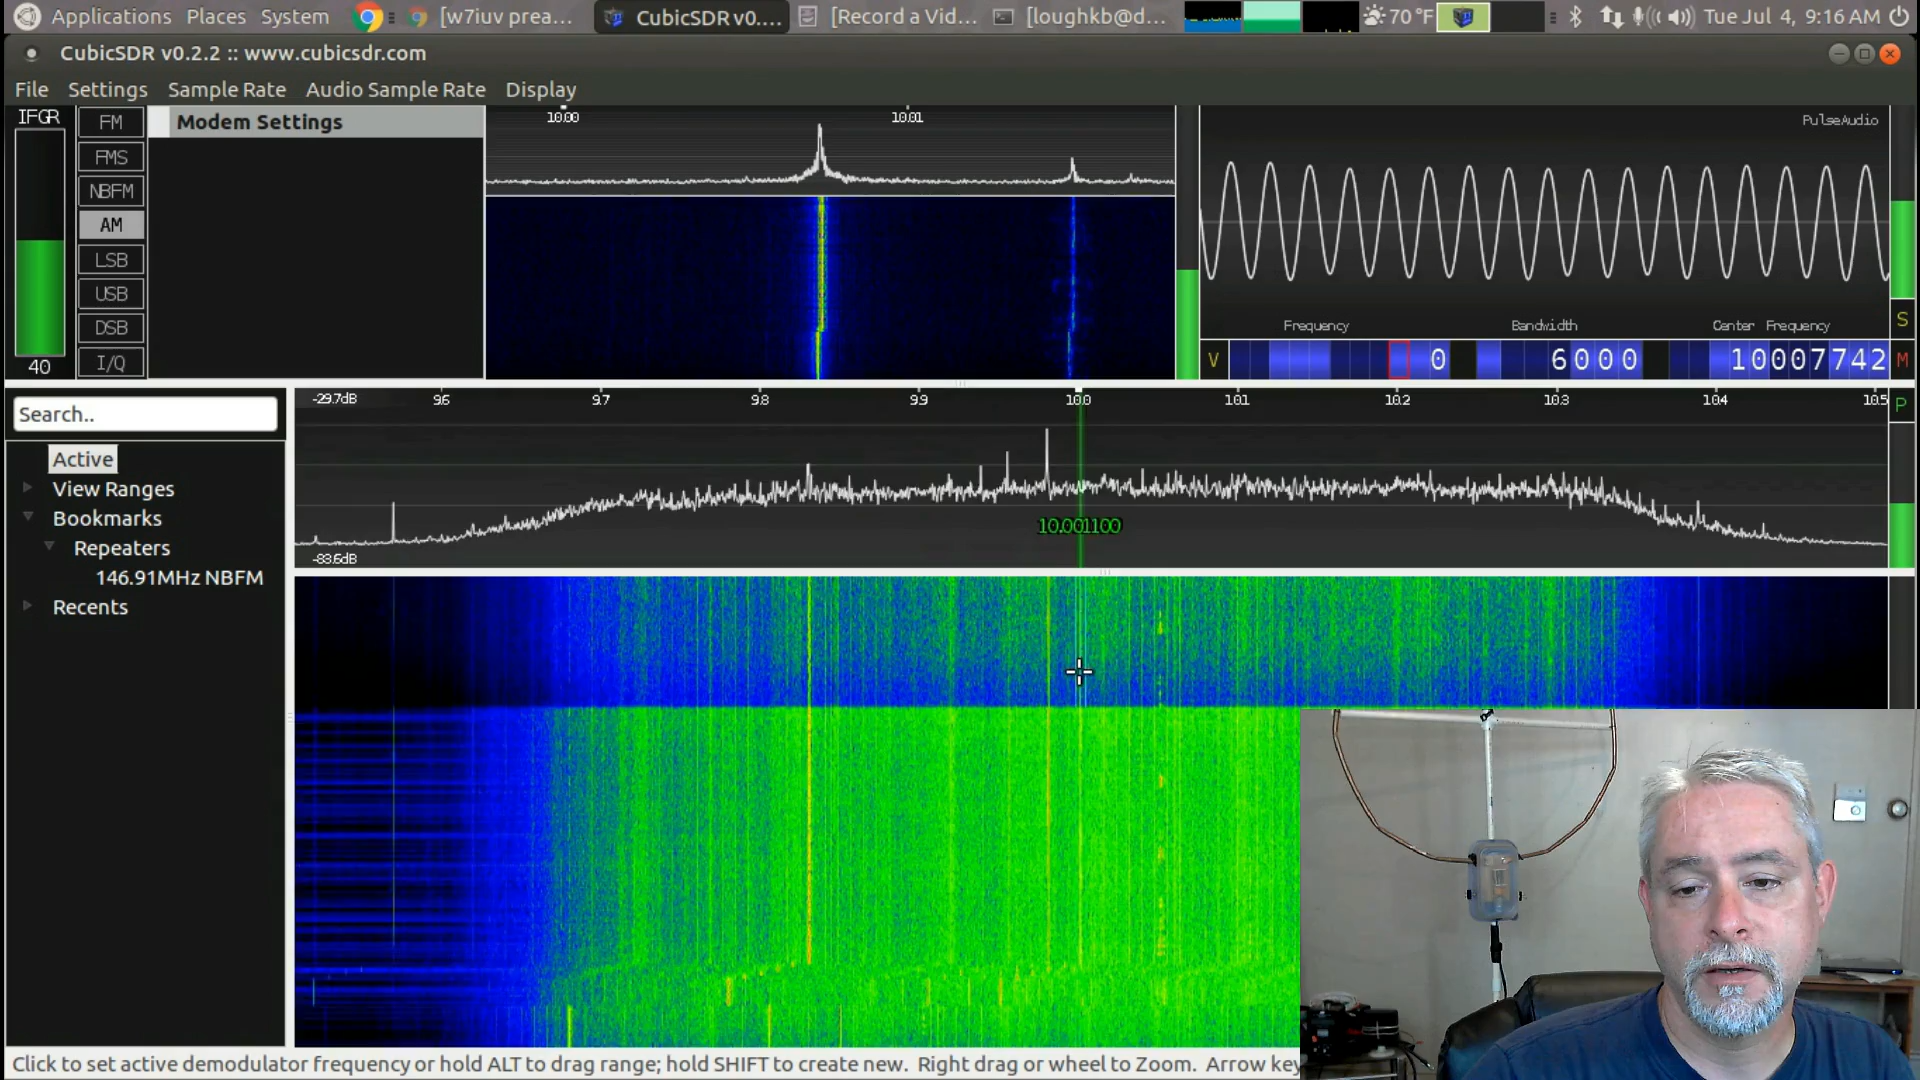 Applications Places System [w7iuv prea... CubicSDR v0.... [Record a Vid... [loughkb@d... 70 °F Tue Jul 4, 9:16 AM
CubicSDR v0.2.2 :: www.cubicsdr.com
File Settings Sample Rate Audio Sample Rate Display
IFGR
40
FM
FMS
NBFM
AM
LSB
USB
DSB
I/Q
Modem Settings
10.00 10.01
PulseAudio
Frequency Bandwidth Center Frequency
V 0 6000 10007742
S
M
P
Search..
Active
View Ranges
Bookmarks
Repeaters
146.91MHz NBFM
Recents
-29.7dB 9.6 9.7 9.8 9.9 10.0 10.1 10.2 10.3 10.4 10.5
10.001100
-83.6dB
Click to set active demodulator frequency or hold ALT to drag range; hold SHIFT to create new. Right drag or wheel to Zoom. Arrow key